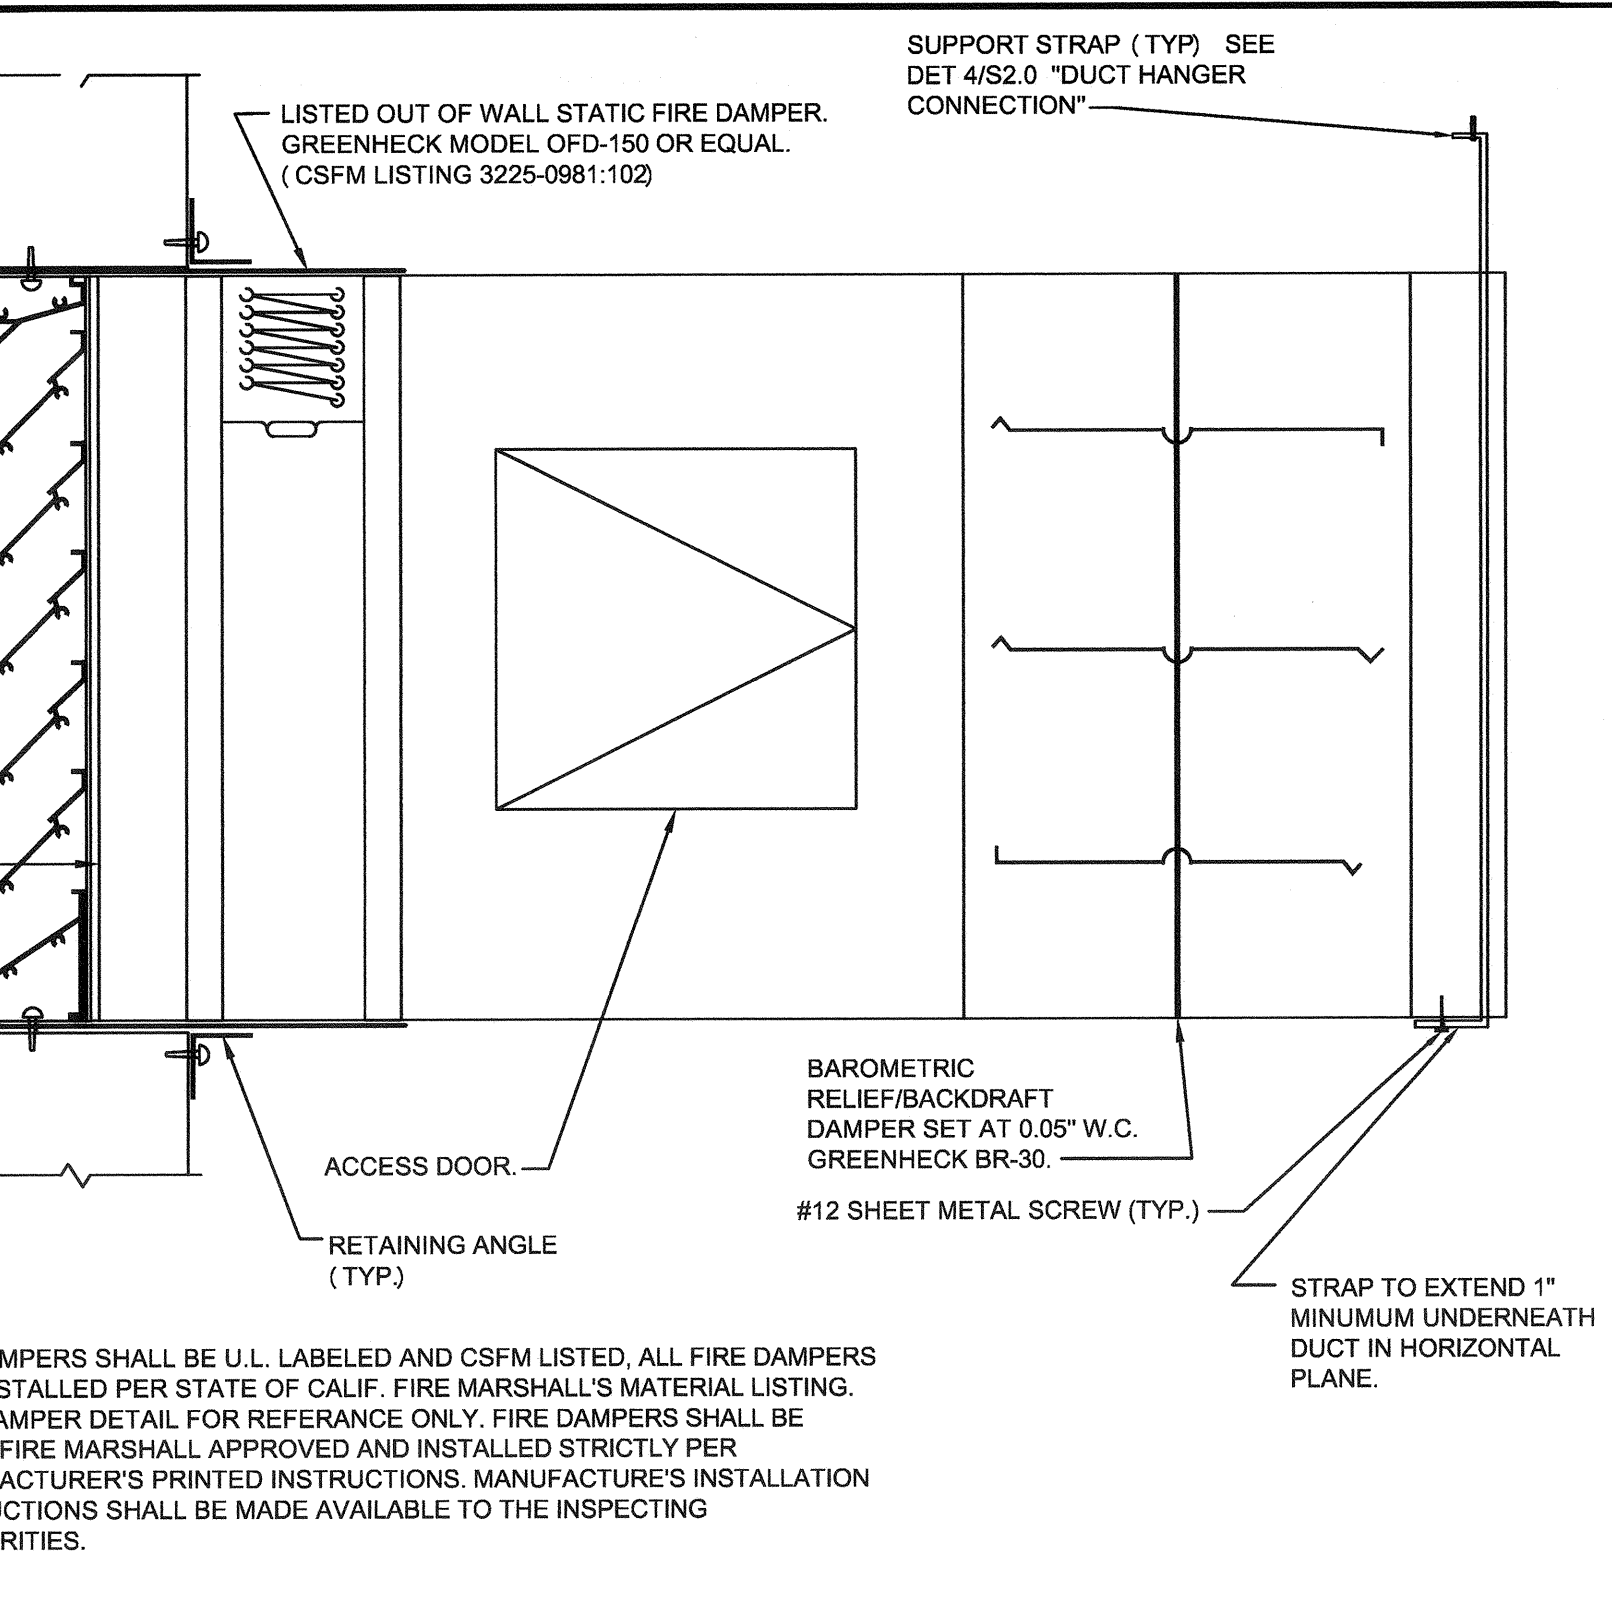 SUPPORT STRAP (TYP) SEE
DET 4/S2.0 "DUCT HANGER
CONNECTION"
LISTED OUT OF WALL STATIC FIRE DAMPER.
GREENHECK MODEL OFD-150 OR EQUAL.
(CSFM LISTING 3225-0981:102)
BAROMETRIC
RELIEF/BACKDRAFT
DAMPER SET AT 0.05" W.C.
GREENHECK BR-30.
ACCESS DOOR.
#12 SHEET METAL SCREW (TYP.)
RETAINING ANGLE
(TYP.)
STRAP TO EXTEND 1"
MINUMUM UNDERNEATH
DUCT IN HORIZONTAL
PLANE.
MPERS SHALL BE U.L. LABELED AND CSFM LISTED, ALL FIRE DAMPERS
STALLED PER STATE OF CALIF. FIRE MARSHALL'S MATERIAL LISTING.
AMPER DETAIL FOR REFERANCE ONLY. FIRE DAMPERS SHALL BE
FIRE MARSHALL APPROVED AND INSTALLED STRICTLY PER
ACTURER'S PRINTED INSTRUCTIONS. MANUFACTURE'S INSTALLATION
UCTIONS SHALL BE MADE AVAILABLE TO THE INSPECTING
RITIES.